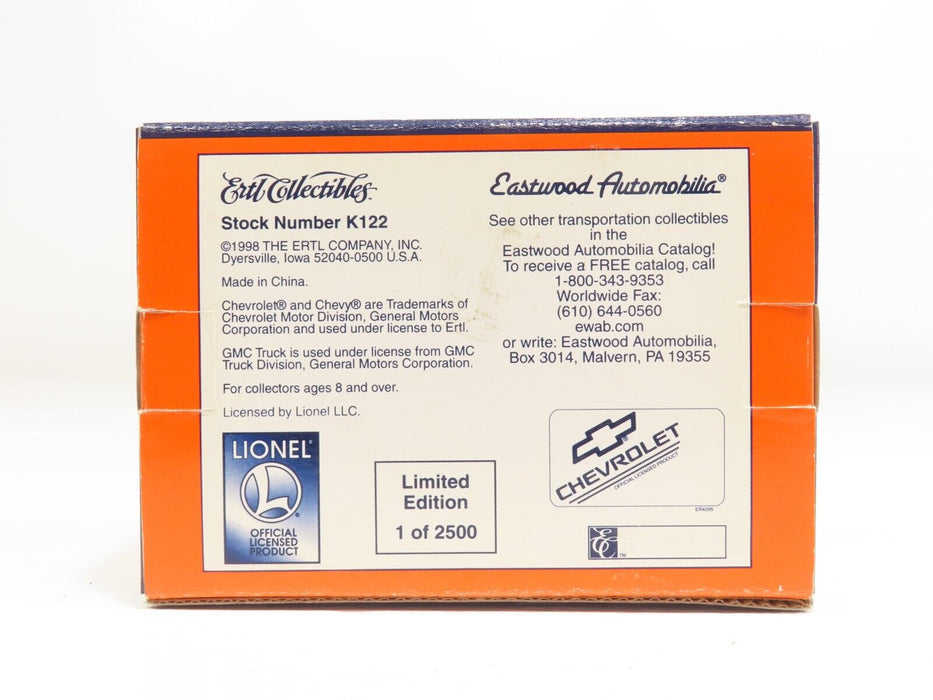 Ertl Collectibles™
Stock Number K122
©1998 THE ERTL COMPANY, INC.
Dyersville, Iowa 52040-0500 U.S.A.
Made in China.
Chevrolet® and Chevy® are Trademarks of
Chevrolet Motor Division, General Motors
Corporation and used under license to Ertl.
GMC Truck is used under license from GMC
Truck Division, General Motors Corporation.
For collectors ages 8 and over.
Licensed by Lionel LLC.
LIONEL®
L
®
OFFICIAL
LICENSED
PRODUCT
Limited
Edition
1 of 2500
Eastwood Automobilia®
See other transportation collectibles
in the
Eastwood Automobilia Catalog!
To receive a FREE catalog, call
1-800-343-9353
Worldwide Fax:
(610) 644-0560
ewab.com
or write: Eastwood Automobilia,
Box 3014, Malvern, PA 19355
®
CHEVROLET
OFFICIAL LICENSED PRODUCT
ER4295
EC™